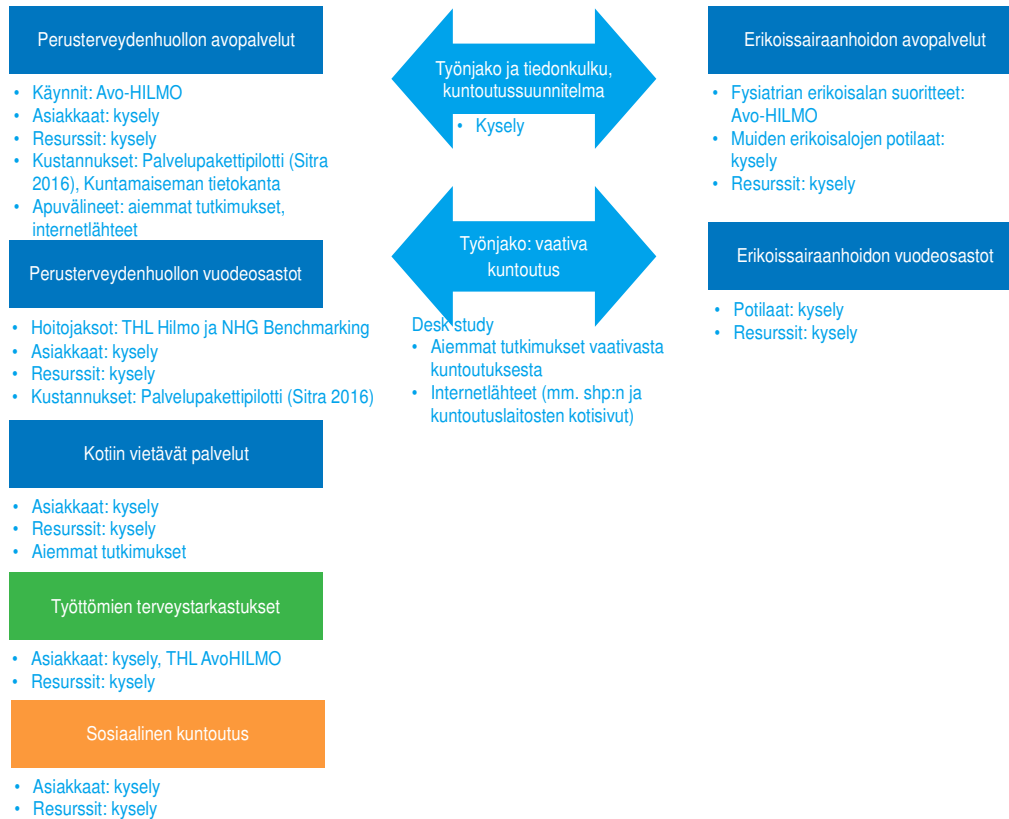 Perusterveydenhuollon avopalvelut
• Käynnit: Avo-HILMO
• Asiakkaat: kysely
• Resurssit: kysely
• Kustannukset: Palvelupakettipilotti (Sitra
2016), Kuntamaiseman tietokanta
• Apuvälineet: aiemmat tutkimukset,
internetlähteet
Perusterveydenhuollon vuodeosastot
• Hoitojaksot: THL Hilmo ja NHG Benchmarking
• Asiakkaat: kysely
• Resurssit: kysely
• Kustannukset: Palvelupakettipilotti (Sitra 2016)
Kotiin vietävät palvelut
• Asiakkaat: kysely
• Resurssit: kysely
• Aiemmat tutkimukset
Työttömien terveystarkastukset
• Asiakkaat: kysely, THL AvoHILMO
• Resurssit: kysely
Sosiaalinen kuntoutus
• Asiakkaat: kysely
• Resurssit: kysely
Työnjako ja tiedonkulku,
kuntoutussuunnitelma
• Kysely
Työnjako: vaativa
kuntoutus
Desk study
• Aiemmat tutkimukset vaativasta
kuntoutuksesta
• Internetlähteet (mm. shp:n ja
kuntoutuslaitosten kotisivut)
Erikoissairaanhoidon avopalvelut
• Fysiatrian erikoisalan suoritteet:
Avo-HILMO
• Muiden erikoisalojen potilaat:
kysely
• Resurssit: kysely
Erikoissairaanhoidon vuodeosastot
• Potilaat: kysely
• Resurssit: kysely